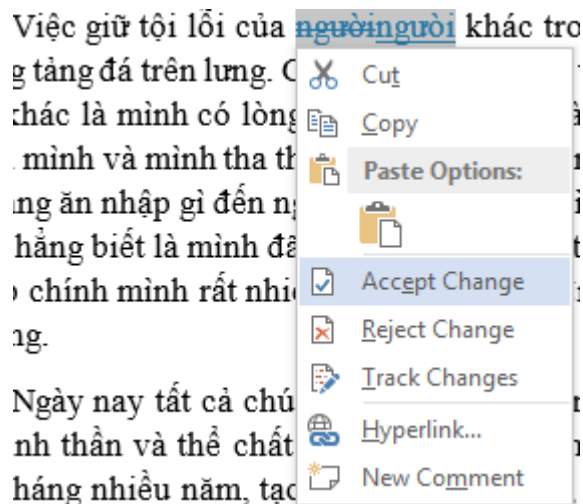 Việc giữ tội lỗi của ngườingưòi khác tro
g tảng đá trên lưng.
khác là mình có lòng
mình và mình tha th
ng ăn nhập gì đến
hẳng biết là mình đã
chính mình rất
ng.
Ngày nay tất cả chú
nh thần và thể chất
háng nhiều năm, tạo
Cut
Copy
Paste Options:
Accept Change
Reject Change
Track Changes
Hyperlink...
New Comment